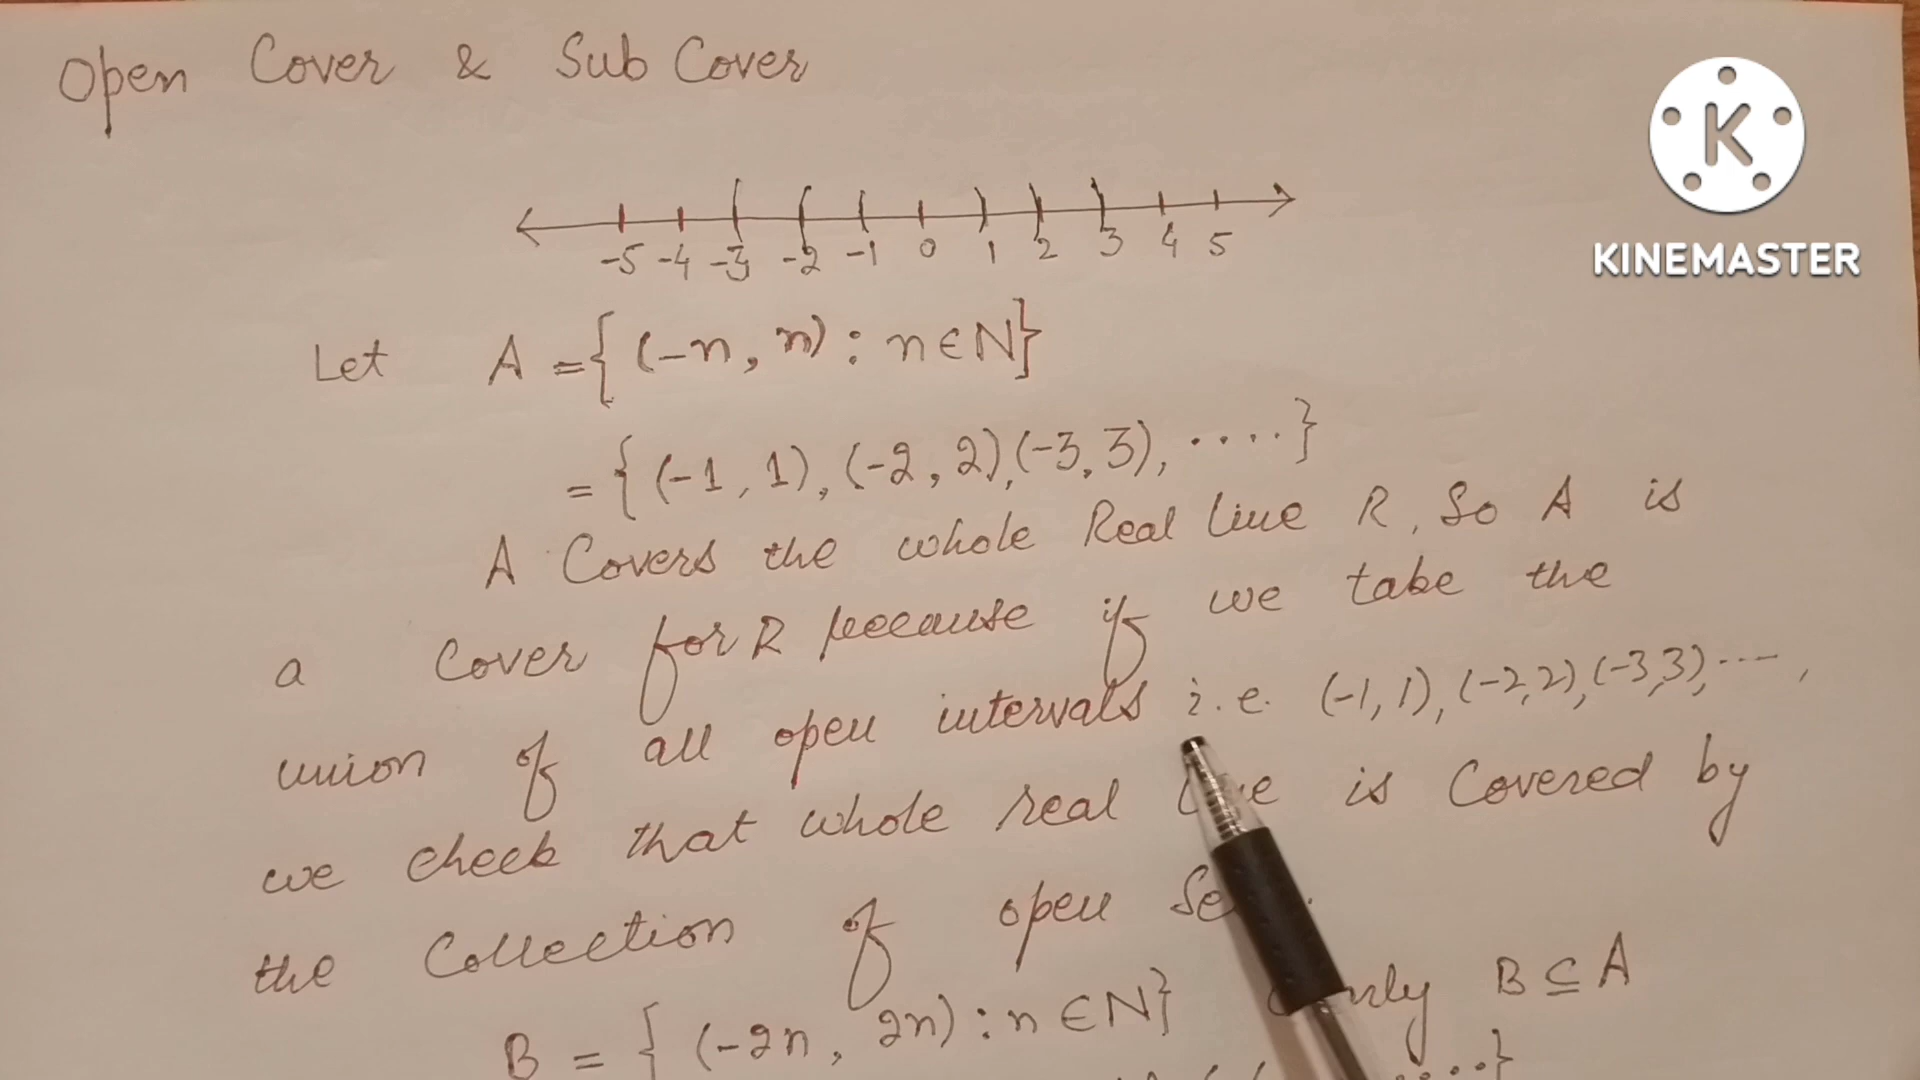 Open Cover & Sub Cover
K
KINEMASTER
-5 -4 -3 -2 -1 0 1 2 3 4 5
Let A = { (-n, n) : n ∈ N}
= { (-1, 1), (-2, 2), (-3, 3), ....}
A Covers the whole Real line R, So A is
a Cover for R because if we take the
union of all open intervals i.e. (-1, 1), (-2,2), (-3,3), ....,
we check that whole real is Covered by
the Collection of open
B = { (-2n, 2n) : n ∈ N} B ⊆ A